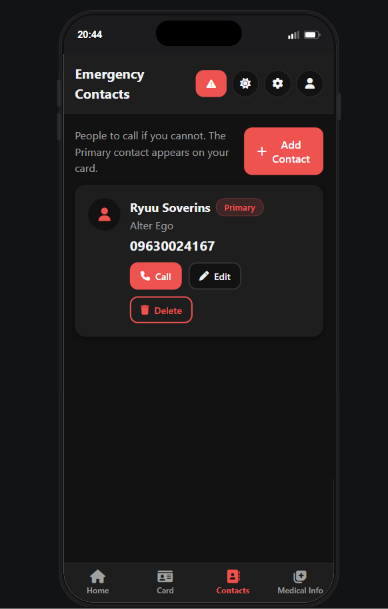 20:44
Emergency
Contacts
People to call if you cannot. The
Primary contact appears on your
card.
Add
Contact
Ryuu Soverins
Primary
Alter Ego
09630024167
Call
Edit
Delete
Home
Card
Contacts
Medical Info